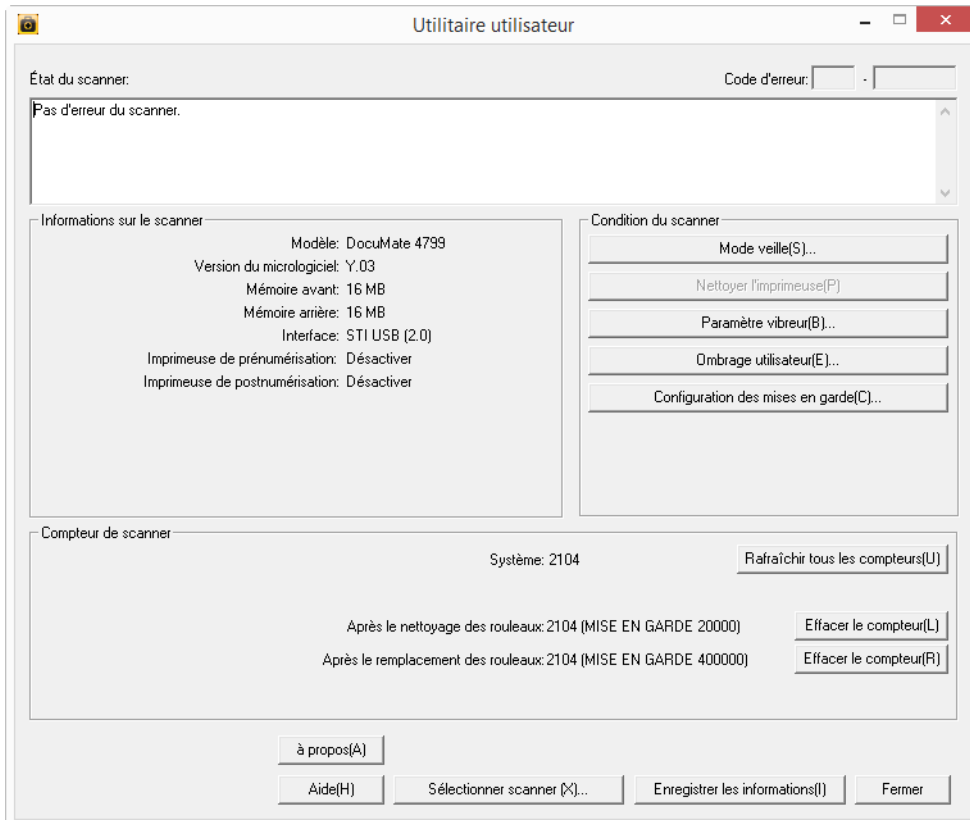 Utilitaire utilisateur
État du scanner:
Code d'erreur: -
Pas d'erreur du scanner.
Informations sur le scanner
Modèle: DocuMate 4799
Version du micrologiciel: Y.03
Mémoire avant: 16 MB
Mémoire arrière: 16 MB
Interface: STI USB (2.0)
Imprimeuse de prénumérisation: Désactiver
Imprimeuse de postnumérisation: Désactiver
Condition du scanner
Mode veille(S)...
Nettoyer l'imprimeuse(P)
Paramètre vibreur(B)...
Ombrage utilisateur(E)...
Configuration des mises en garde(C)...
Compteur de scanner
Système: 2104
Rafraîchir tous les compteurs(U)
Après le nettoyage des rouleaux: 2104 (MISE EN GARDE 20000)
Effacer le compteur(L)
Après le remplacement des rouleaux: 2104 (MISE EN GARDE 400000)
Effacer le compteur(R)
à propos(A)
Aide(H)
Sélectionner scanner (X)...
Enregistrer les informations(I)
Fermer